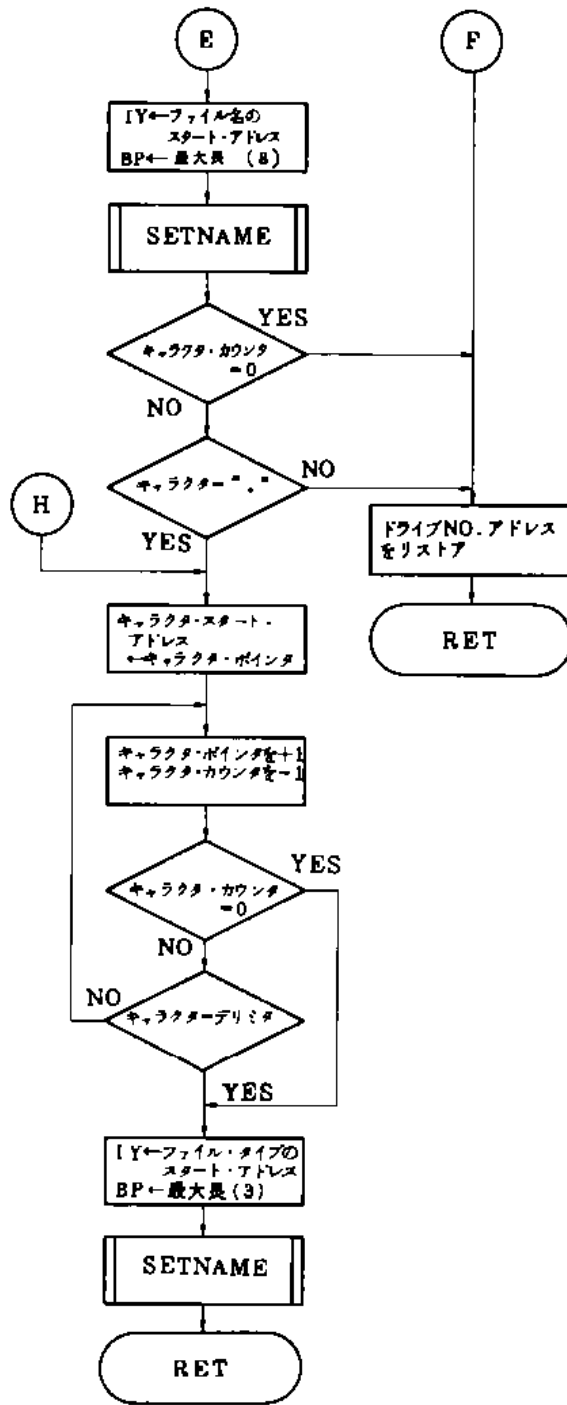 E
F
IY←ファイル名の
スタート・アドレス
BP←最大長 (8)
SETNAME
YES
キャラクタ・カウンタ
=0
NO
キャラクター"."
NO
YES
H
ドライブNO.アドレス
をリストア
RET
キャラクタ・スタート・
アドレス
←キャラクタ・ポインタ
キャラクタ・ポインタを+1
キャラクタ・カウンタを-1
YES
キャラクタ・カウンタ
=0
NO
NO
キャラクターデリミタ
YES
IY←ファイル・タイプの
スタート・アドレス
BP←最大長(3)
SETNAME
RET